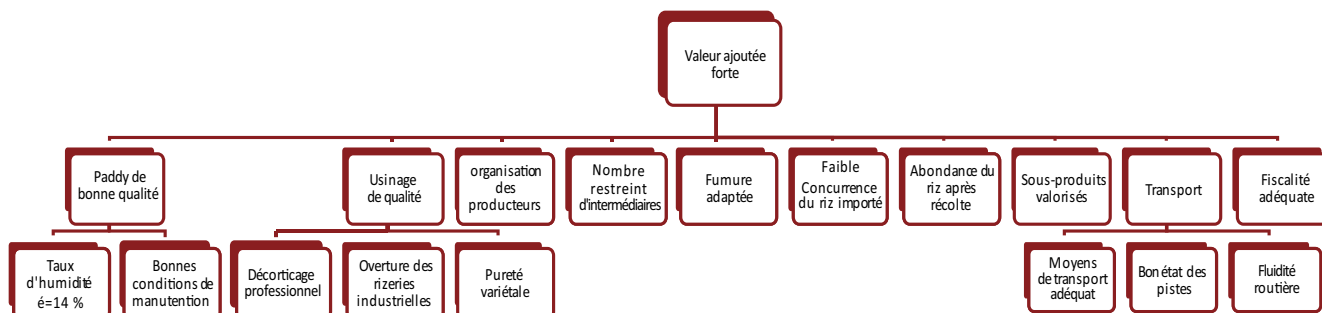 Valeur ajoutée
forte
Paddy de
bonne qualité
Usinage
de qualité
organisation
des
producteurs
Nombre
restreint
d'intermédiaires
Fumure
adaptée
Faible
Concurrence
du riz importé
Abondance du
riz après
récolte
Sous-produits
valorisés
Transport
Fiscalité
adéquate
Taux
d'humidité
é=14 %
Bonnes
conditions de
manutention
Décorticage
professionnel
Overture des
rizeries
industrielles
Pureté
variétale
Moyens
de transport
adéquat
Bon état des
pistes
Fluidité
routière